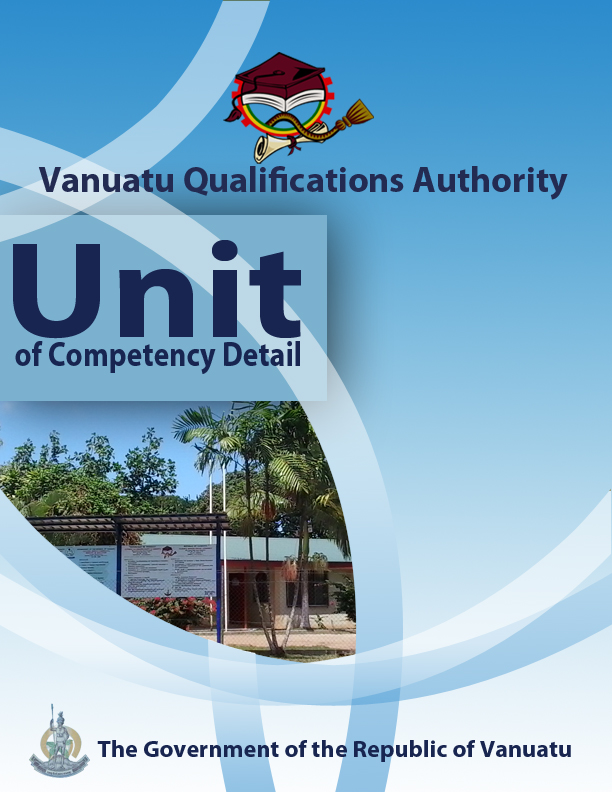 Vanuatu Qualifications Authority
Unit
of Competency Detail
The Government of the Republic of Vanuatu